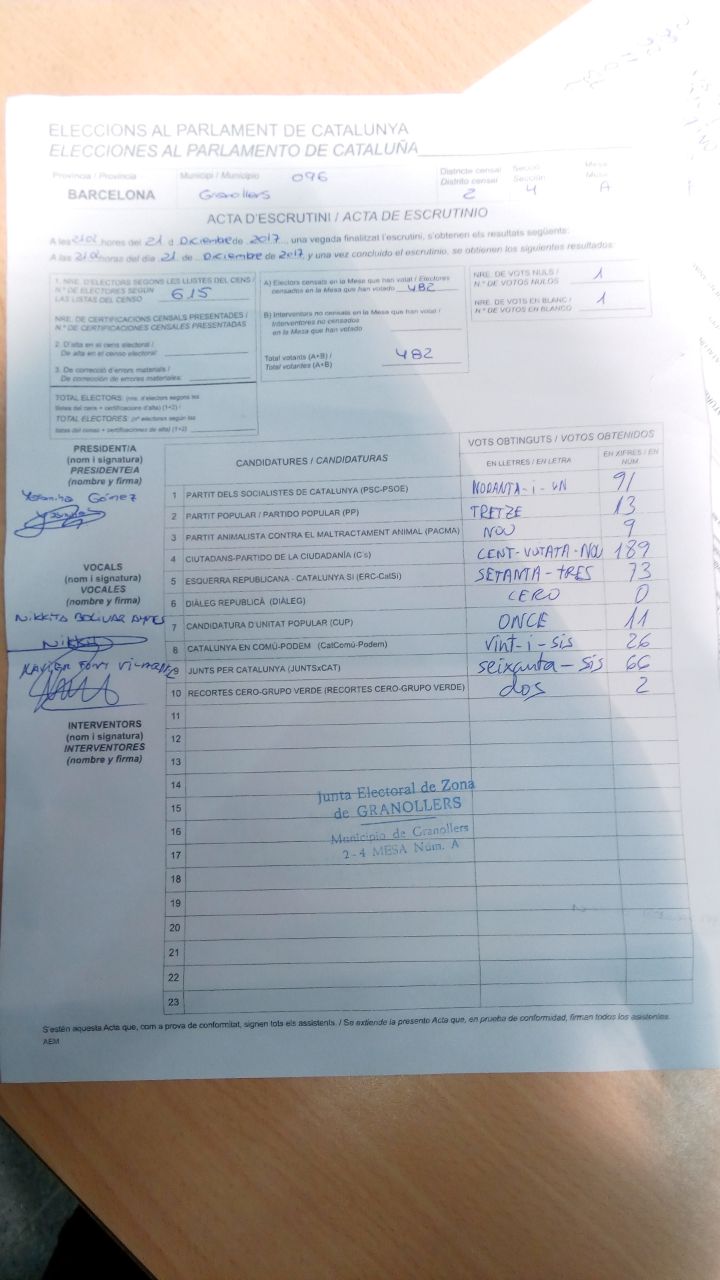 ELECCIONS AL PARLAMENT DE CATALUNYA
ELECCIONES AL PARLAMENTO DE CATALUÑA
Província / Provincia
BARCELONA
Municipi / Municipio 096
Granollers
Districte censal
Distrito censal
2
Secció
Sección
4
Mesa
Mesa
A
ACTA D'ESCRUTINI / ACTA DE ESCRUTINIO
A les hores del 21 d Diciembre de 2017, una vegada finalitzat l'escrutini, s'obtenen els resultats següents:
A las horas del día 21 de Diciembre de 2017, y una vez concluido el escrutinio, se obtienen los siguientes resultados:
1. NRE. D'ELECTORS SEGONS LES LLISTES DEL CENS /
N.º DE ELECTORES SEGÚN
LAS LISTAS DEL CENSO 615
NRE. DE CERTIFICACIONS CENSALS PRESENTADES /
N.º DE CERTIFICACIONES CENSALES PRESENTADAS
2. D'alta en el cens electoral /
De alta en el censo electoral
3. De correcció d'errors materials /
De corrección de errores materiales:
TOTAL ELECTORS: (nre. d'electors segons les
llistes del cens + certificacions d'alta) (1+2) /
TOTAL ELECTORES: (nº electores según las
listas del censo + certificaciones de alta) (1+2)
A) Electors censats en la Mesa que han votat / Electores
censados en la Mesa que han votado 482
B) Interventors no censats en la Mesa que han votat /
Interventores no censados
en la Mesa que han votado
Total votants (A+B) /
Total votantes (A+B) 482
NRE. DE VOTS NULS /
N.º DE VOTOS NULOS 1
NRE. DE VOTS EN BLANC /
N.º DE VOTOS EN BLANCO 1
PRESIDENT/A
(nom i signatura)
PRESIDENTE/A
(nombre y firma)
Gómez
VOCALS
(nom i signatura)
VOCALES
(nombre y firma)
Nikkita BOLIVAR
Nikkita
XAVIER FONT
INTERVENTORS
(nom i signatura)
INTERVENTORES
(nombre y firma)
CANDIDATURES / CANDIDATURAS
VOTS OBTINGUTS / VOTOS OBTENIDOS
EN LLETRES / EN LETRA
EN XIFRES / EN NÚM
1 PARTIT DELS SOCIALISTES DE CATALUNYA (PSC-PSOE) NORANTA-i-UN 91
2 PARTIT POPULAR / PARTIDO POPULAR (PP) TRETZE 13
3 PARTIT ANIMALISTA CONTRA EL MALTRACTAMENT ANIMAL (PACMA) NOU 9
4 CIUTADANS-PARTIDO DE LA CIUDADANÍA (C's) CENT-VUTATA-NOU 189
5 ESQUERRA REPUBLICANA - CATALUNYA SÍ (ERC-CatSí) SETANTA-TRES 73
6 DIÀLEG REPUBLICÀ (DIÀLEG) CERO 0
7 CANDIDATURA D'UNITAT POPULAR (CUP) ONCE 11
8 CATALUNYA EN COMÚ-PODEM (CatComú-Podem) Vint-i-sis 26
9 JUNTS PER CATALUNYA (JUNTSxCAT) seixanta-sis 66
10 RECORTES CERO-GRUPO VERDE (RECORTES CERO-GRUPO VERDE) dos 2
11
12
13
14
15
16
17
18
19
20
21
22
23
Junta Electoral de Zona
de GRANOLLERS
Municipio de Granollers
2-4 MESA Núm. A
S'estén aquesta Acta que, com a prova de conformitat, signen tots els assistents. / Se extiende la presente Acta que, en prueba de conformidad, firman todos los asistentes.
AEM